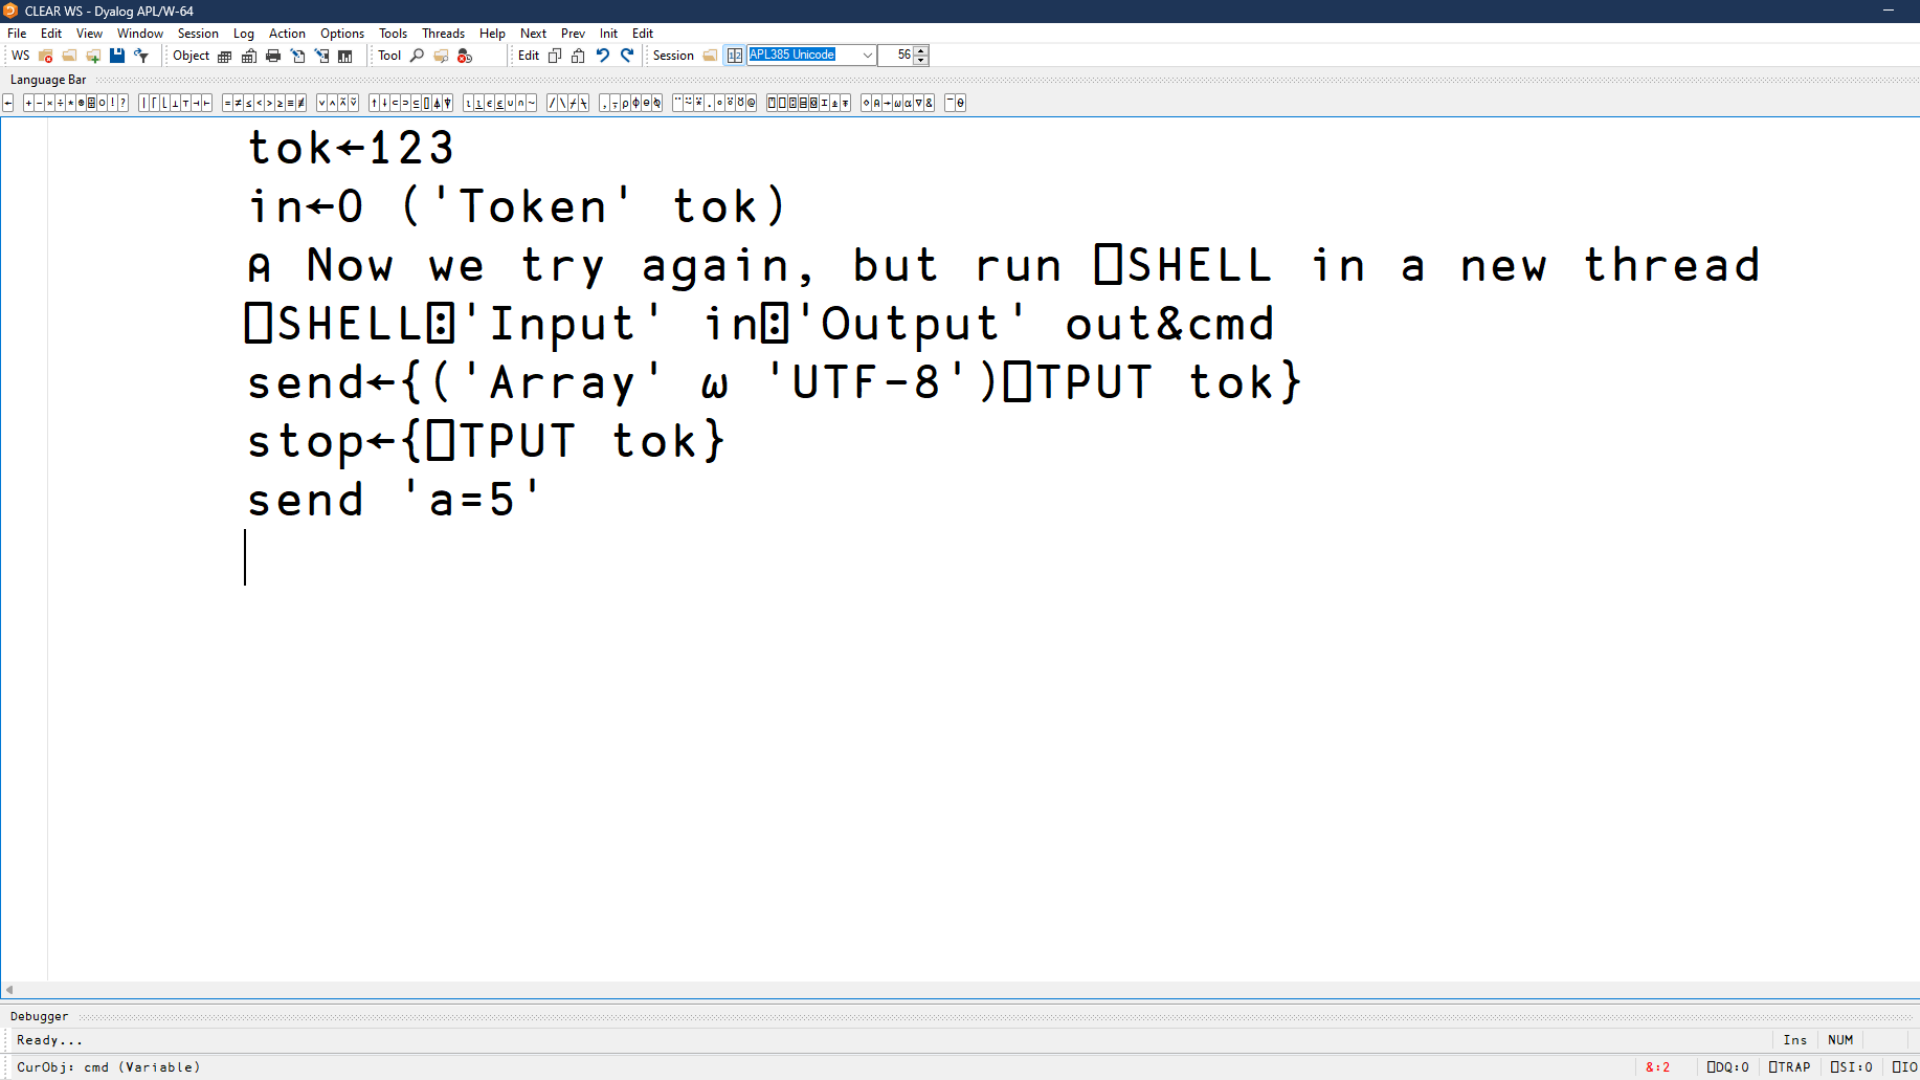 CLEAR WS - Dyalog APL/W-64
File Edit View Window Session Log Action Options Tools Threads Help Next Prev Init Edit
WS Object Tool Edit Session APL385 Unicode 56
Language Bar
tok←123
in←0 ('Token' tok)
⍝ Now we try again, but run ⎕SHELL in a new thread
⎕SHELL⍠'Input' in⍠'Output' out&cmd
send←{('Array' ⍵ 'UTF-8')⎕TPUT tok}
stop←{⎕TPUT tok}
send 'a=5'
Debugger
Ready...
Ins NUM
CurObj: cmd (Variable)
&:2 ⎕DQ:0 ⎕TRAP ⎕SI:0 ⎕IO